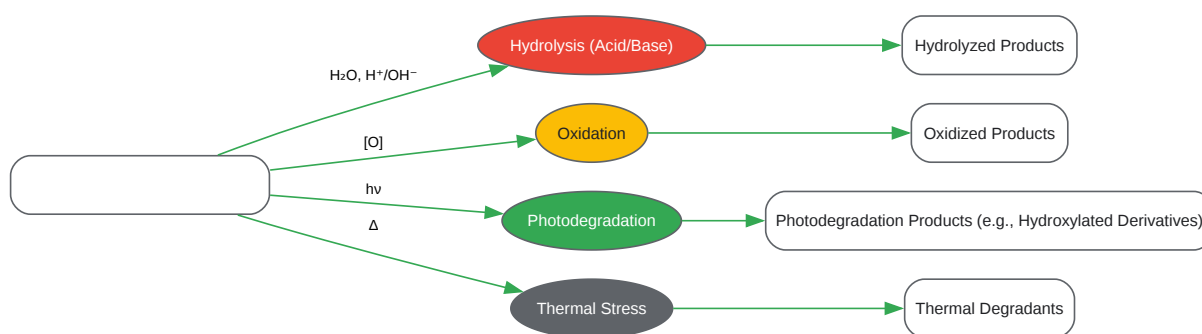 H₂O, H⁺/OH⁻
Hydrolysis (Acid/Base)
Hydrolyzed Products
[O]
Oxidation
Oxidized Products
hν
Photodegradation
Photodegradation Products (e.g., Hydroxylated Derivatives)
Δ
Thermal Stress
Thermal Degradants